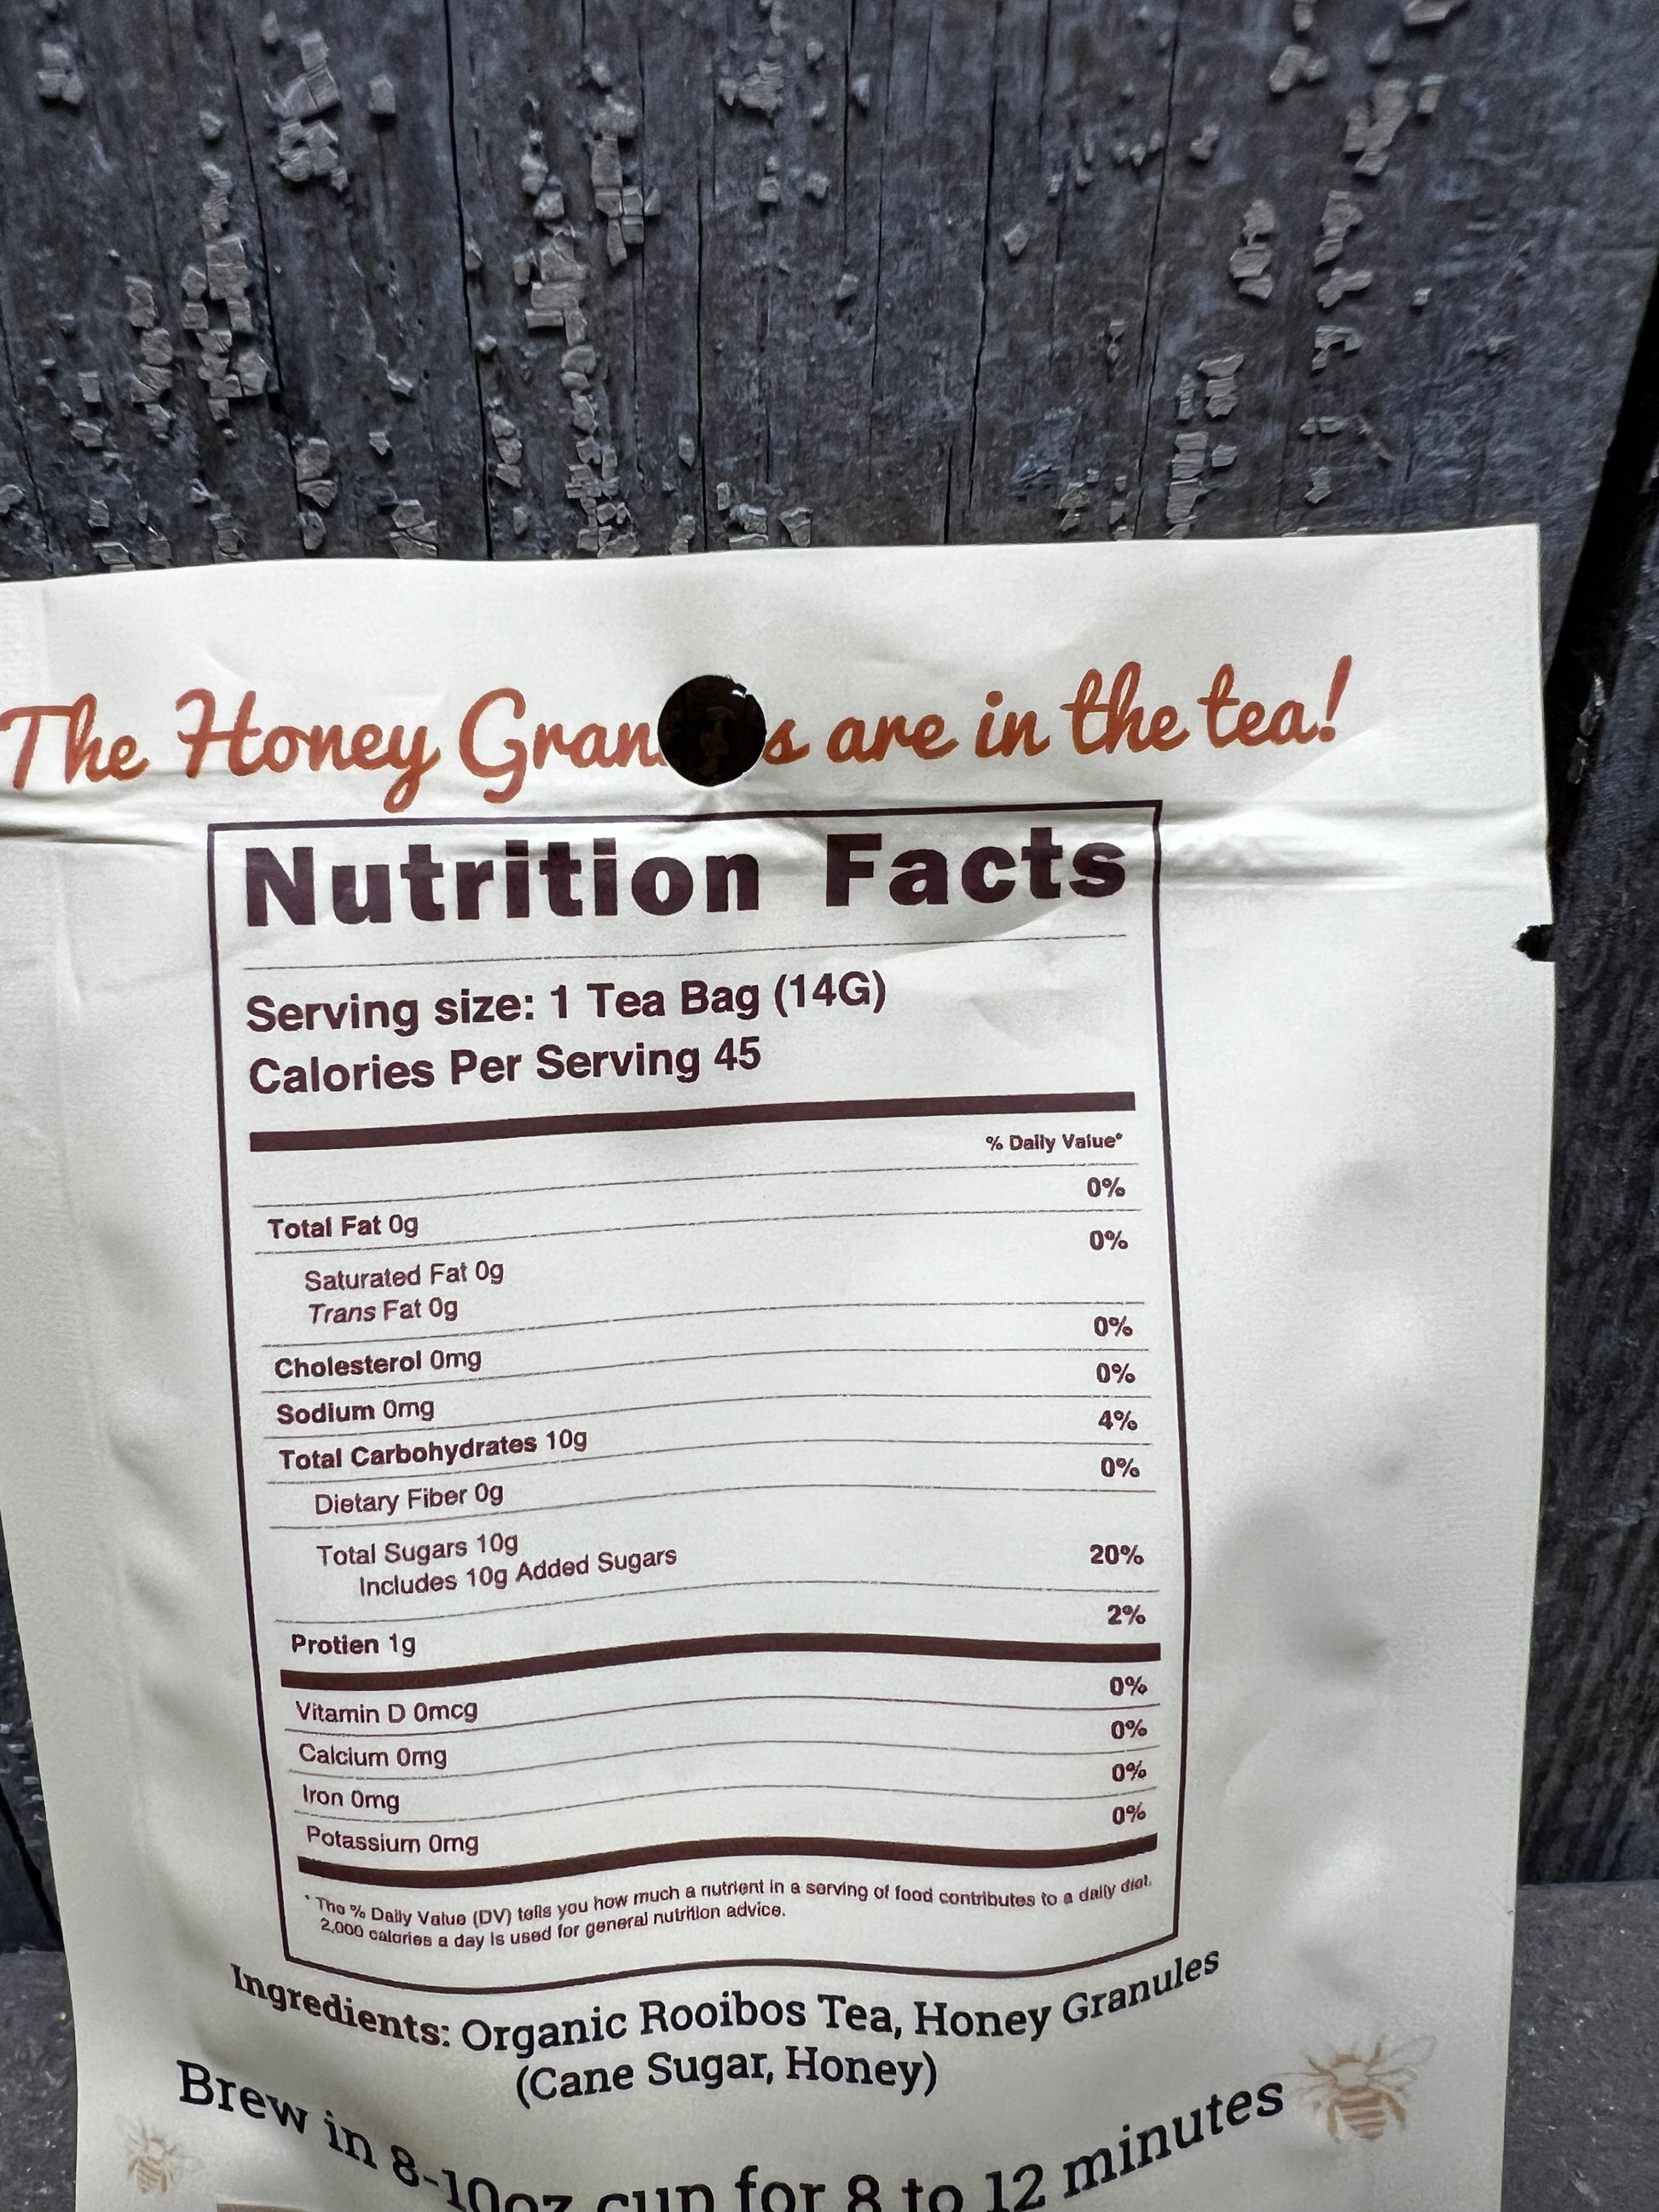 The Honey s are in the tea!
Nutrition Facts
Serving size: 1 Tea Bag (14G)
Calories Per Serving 45
% Daily Value*
Total Fat 0g 0%
Saturated Fat 0g 0%
Trans Fat 0g
Cholesterol 0mg 0%
Sodium 0mg 0%
Total Carbohydrates 10g 4%
Dietary Fiber 0g 0%
Total Sugars 10g
Includes 10g Added Sugars 20%
Protien 1g 2%
Vitamin D 0mcg 0%
Calcium 0mg 0%
Iron 0mg 0%
Potassium 0mg 0%
* The % Daily Value (DV) tells you how much a nutrient in a serving of food contributes to a daily diet.
2,000 calories a day is used for general nutrition advice.
Ingredients: Organic Rooibos Tea, Honey Granules
(Cane Sugar, Honey)
Brew in 8-10oz cup for 8 to 12 minutes